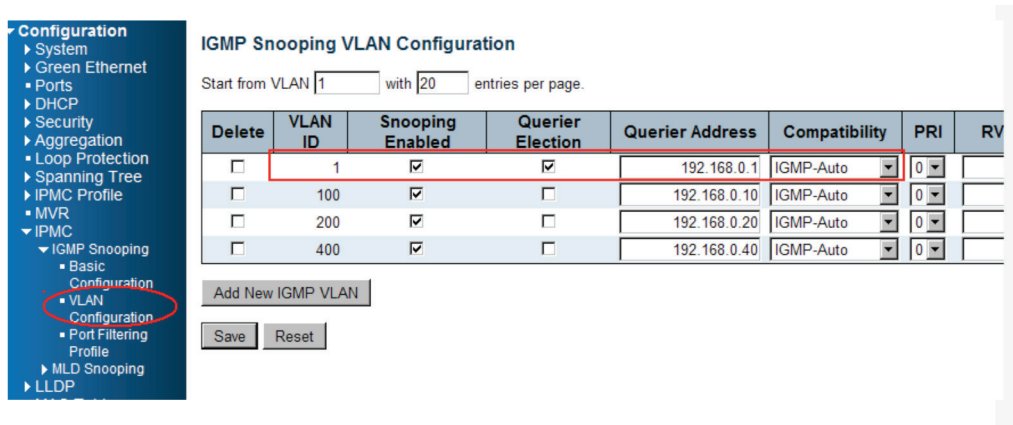 Configuration
System
Green Ethernet
Ports
DHCP
Security
Aggregation
Loop Protection
Spanning Tree
IPMC Profile
MVR
IPMC
IGMP Snooping
Basic
Configuration
VLAN
Configuration
Port Filtering
Profile
MLD Snooping
LLDP
IGMP Snooping VLAN Configuration
Start from VLAN 1 with 20 entries per page.
Delete VLAN ID Snooping Enabled Querier Election Querier Address Compatibility PRI RV
1 192.168.0.1 IGMP-Auto 0
100 192.168.0.10 IGMP-Auto 0
200 192.168.0.20 IGMP-Auto 0
400 192.168.0.40 IGMP-Auto 0
Add New IGMP VLAN
Save Reset